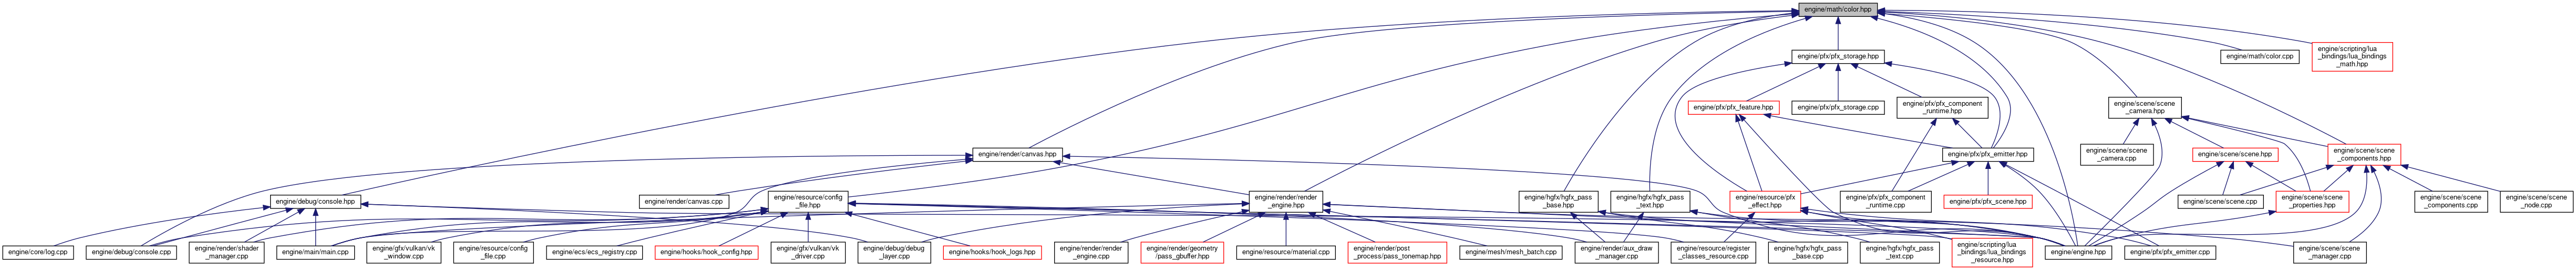 engine/math/color.hpp
engine/scripting/lua
_bindings/lua_bindings
_math.hpp
engine/pfx/pfx_storage.hpp
engine/math/color.cpp
engine/pfx/pfx_feature.hpp
engine/pfx/pfx_storage.cpp
engine/pfx/pfx_component
_runtime.hpp
engine/scene/scene
_camera.hpp
engine/render/canvas.hpp
engine/pfx/pfx_emitter.hpp
engine/scene/scene
_camera.cpp
engine/scene/scene.hpp
engine/scene/scene
_components.hpp
engine/debug/console.hpp
engine/render/canvas.cpp
engine/resource/config
_file.hpp
engine/render/render
_engine.hpp
engine/hgfx/hgfx_pass
_base.hpp
engine/hgfx/hgfx_pass
_text.hpp
engine/resource/pfx
_effect.hpp
engine/pfx/pfx_component
_runtime.cpp
engine/pfx/pfx_scene.hpp
engine/scene/scene.cpp
engine/scene/scene
_properties.hpp
engine/scene/scene
_components.cpp
engine/scene/scene
_node.cpp
engine/core/log.cpp
engine/debug/console.cpp
engine/render/shader
_manager.cpp
engine/main/main.cpp
engine/gfx/vulkan/vk
_window.cpp
engine/resource/config
_file.cpp
engine/ecs/ecs_registry.cpp
engine/hooks/hook_config.hpp
engine/gfx/vulkan/vk
_driver.cpp
engine/debug/debug
_layer.cpp
engine/hooks/hook_logs.hpp
engine/render/render
_engine.cpp
engine/render/geometry
/pass_gbuffer.hpp
engine/resource/material.cpp
engine/render/post
_process/pass_tonemap.hpp
engine/mesh/mesh_batch.cpp
engine/render/aux_draw
_manager.cpp
engine/resource/register
_classes_resource.cpp
engine/hgfx/hgfx_pass
_base.cpp
engine/hgfx/hgfx_pass
_text.cpp
engine/scripting/lua
_bindings/lua_bindings
_resource.hpp
engine/engine.hpp
engine/pfx/pfx_emitter.cpp
engine/scene/scene
_manager.cpp